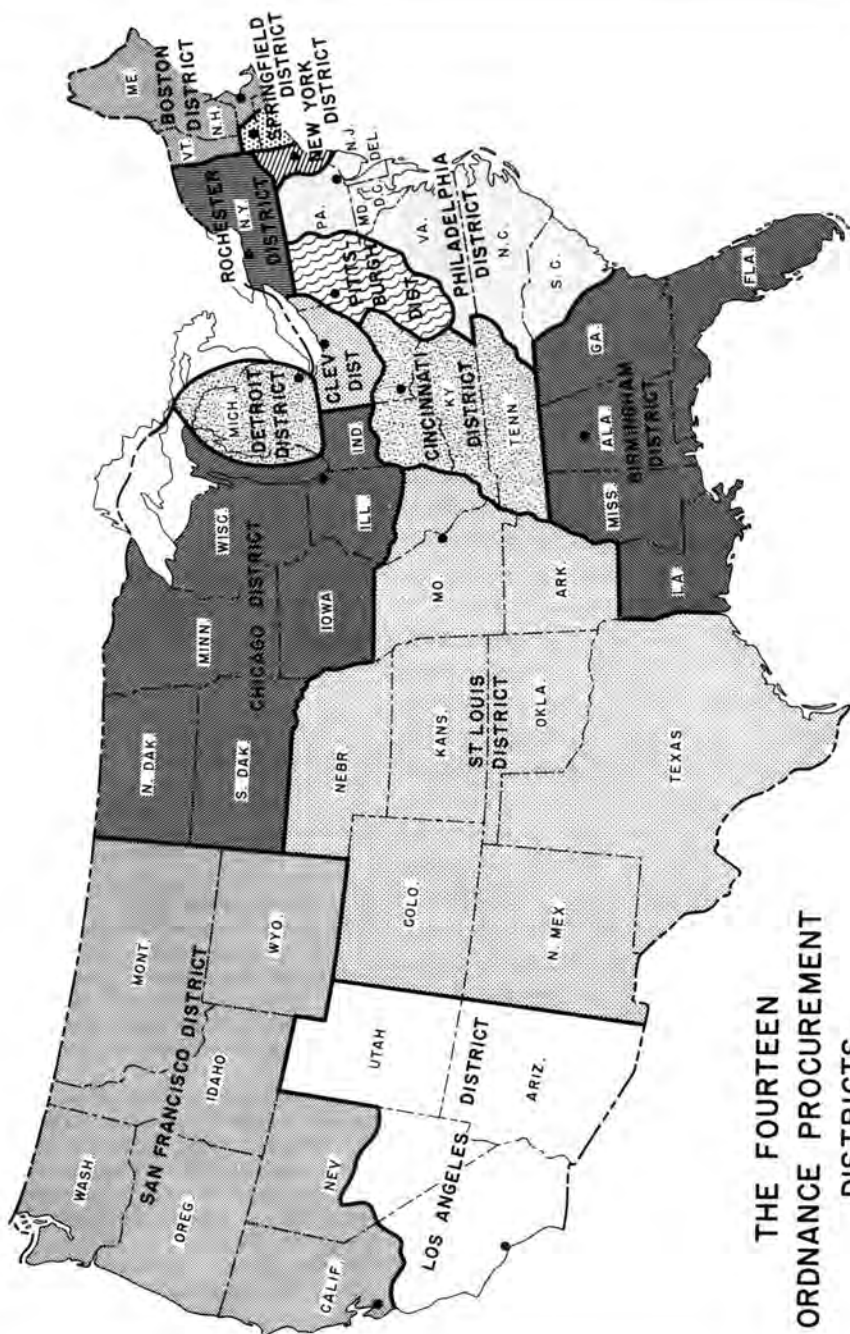 WASH.
OREG.
CALIF.
NEV.
IDAHO
MONT.
WYO.
SAN FRANCISCO DISTRICT
UTAH
ARIZ.
LOS ANGELES DISTRICT
N. DAK.
S. DAK.
MINN.
WISC.
IOWA
ILL.
IND.
CHICAGO DISTRICT
NEBR.
KANS.
MO.
COLO.
N. MEX.
OKLA.
ARK.
TEXAS
ST LOUIS
DISTRICT
MICH.
DETROIT
DISTRICT
CLEV
DIST
CINCINNATI
KY.
DISTRICT
TENN.
PITTS-
BURGH
DIST
ROCHESTER
N.Y.
DISTRICT
ME.
VT.
N.H.
BOSTON
DISTRICT
SPRINGFIELD
DISTRICT
NEW YORK
DISTRICT
PA.
N.J.
DEL.
MD.
D.C.
VA.
N.C.
S.C.
PHILADELPHIA
DISTRICT
MISS.
ALA.
GA.
FLA.
LA.
BIRMINGHAM
DISTRICT
THE FOURTEEN
ORDNANCE PROCUREMENT
DISTRICTS